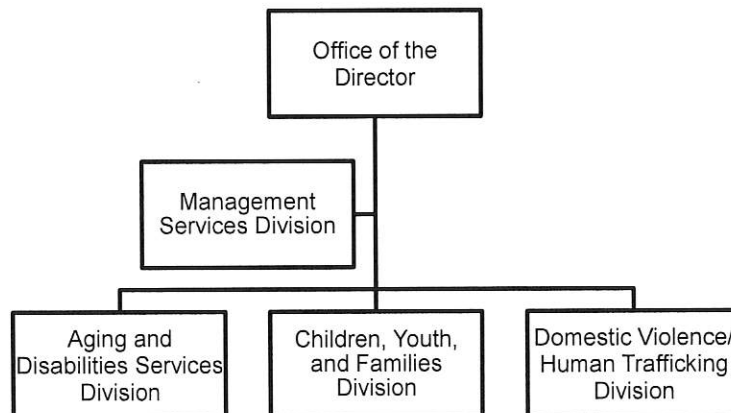 Office of the
Director
Management
Services Division
Aging and
Disabilities Services
Division
Children, Youth,
and Families
Division
Domestic Violence/
Human Trafficking
Division